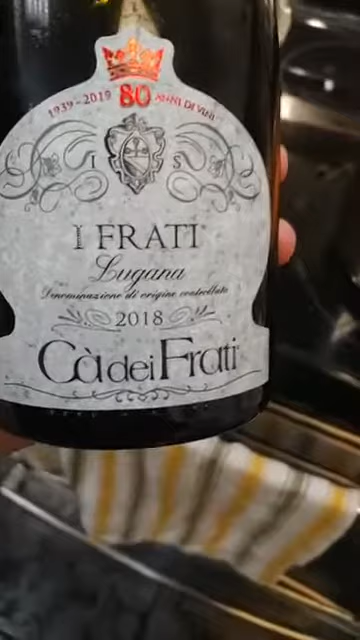 1939-2019 80 ANNI DI VINI
I S
I FRATI
Lugana
Denominazione di origine controllata
2018
Cà dei Frati